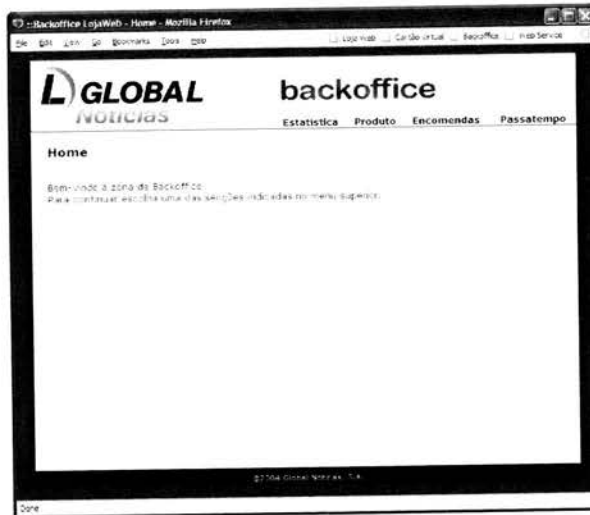 ::Backoffice LojaWeb - Home - Mozilla Firefox
File Edit View Go Bookmarks Tools Help
Loja Web Cartão Virtual Backoffice Web Service
L GLOBAL
Notícias
backoffice
Estatistica Produto Encomendas Passatempo
Home
Bem-vindo à zona de Backoffice
Para continuar escolha uma das secções indicadas no menu superior.
©2004 Global Notícias, S.A.
Done